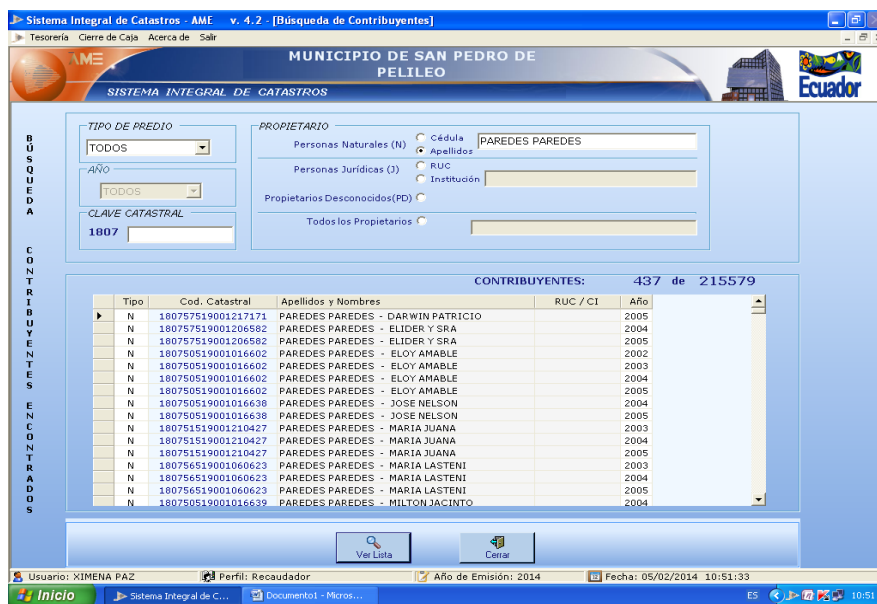 Sistema Integral de Catastros - AME v. 4.2 - [Búsqueda de Contribuyentes]
Tesorería Cierre de Caja Acerca de Salir
AME
MUNICIPIO DE SAN PEDRO DE
PELILEO
SISTEMA INTEGRAL DE CATASTROS
Ecuador
BÚSQUEDA CONTRIBUYENTES ENCONTRADOS
TIPO DE PREDIO
TODOS
AÑO
TODOS
CLAVE CATASTRAL
1807
PROPIETARIO
Personas Naturales (N) Cédula PAREDES PAREDES
Apellidos
Personas Jurídicas (J) RUC
Institución
Propietarios Desconocidos(PD)
Todos los Propietarios
CONTRIBUYENTES: 437 de 215579
Tipo Cod. Catastral Apellidos y Nombres RUC / CI Año
N 180757519001217171 PAREDES PAREDES - DARWIN PATRICIO 2005
N 180757519001206582 PAREDES PAREDES - ELIDER Y SRA 2004
N 180757519001206582 PAREDES PAREDES - ELIDER Y SRA 2005
N 180750519001016602 PAREDES PAREDES - ELOY AMABLE 2002
N 180750519001016602 PAREDES PAREDES - ELOY AMABLE 2003
N 180750519001016602 PAREDES PAREDES - ELOY AMABLE 2004
N 180750519001016602 PAREDES PAREDES - ELOY AMABLE 2005
N 180750519001016638 PAREDES PAREDES - JOSE NELSON 2004
N 180750519001016638 PAREDES PAREDES - JOSE NELSON 2005
N 180751519001210427 PAREDES PAREDES - MARIA JUANA 2003
N 180751519001210427 PAREDES PAREDES - MARIA JUANA 2004
N 180751519001210427 PAREDES PAREDES - MARIA JUANA 2005
N 180756519001060623 PAREDES PAREDES - MARIA LASTENI 2003
N 180756519001060623 PAREDES PAREDES - MARIA LASTENI 2004
N 180756519001060623 PAREDES PAREDES - MARIA LASTENI 2005
N 180750519001016639 PAREDES PAREDES - MILTON JACINTO 2004
Ver Lista Cerrar
Usuario: XIMENA PAZ Perfil: Recaudador Año de Emisión: 2014 Fecha: 05/02/2014 10:51:33
Inicio Sistema Integral de C... Documento1 - Micros... ES 10:51